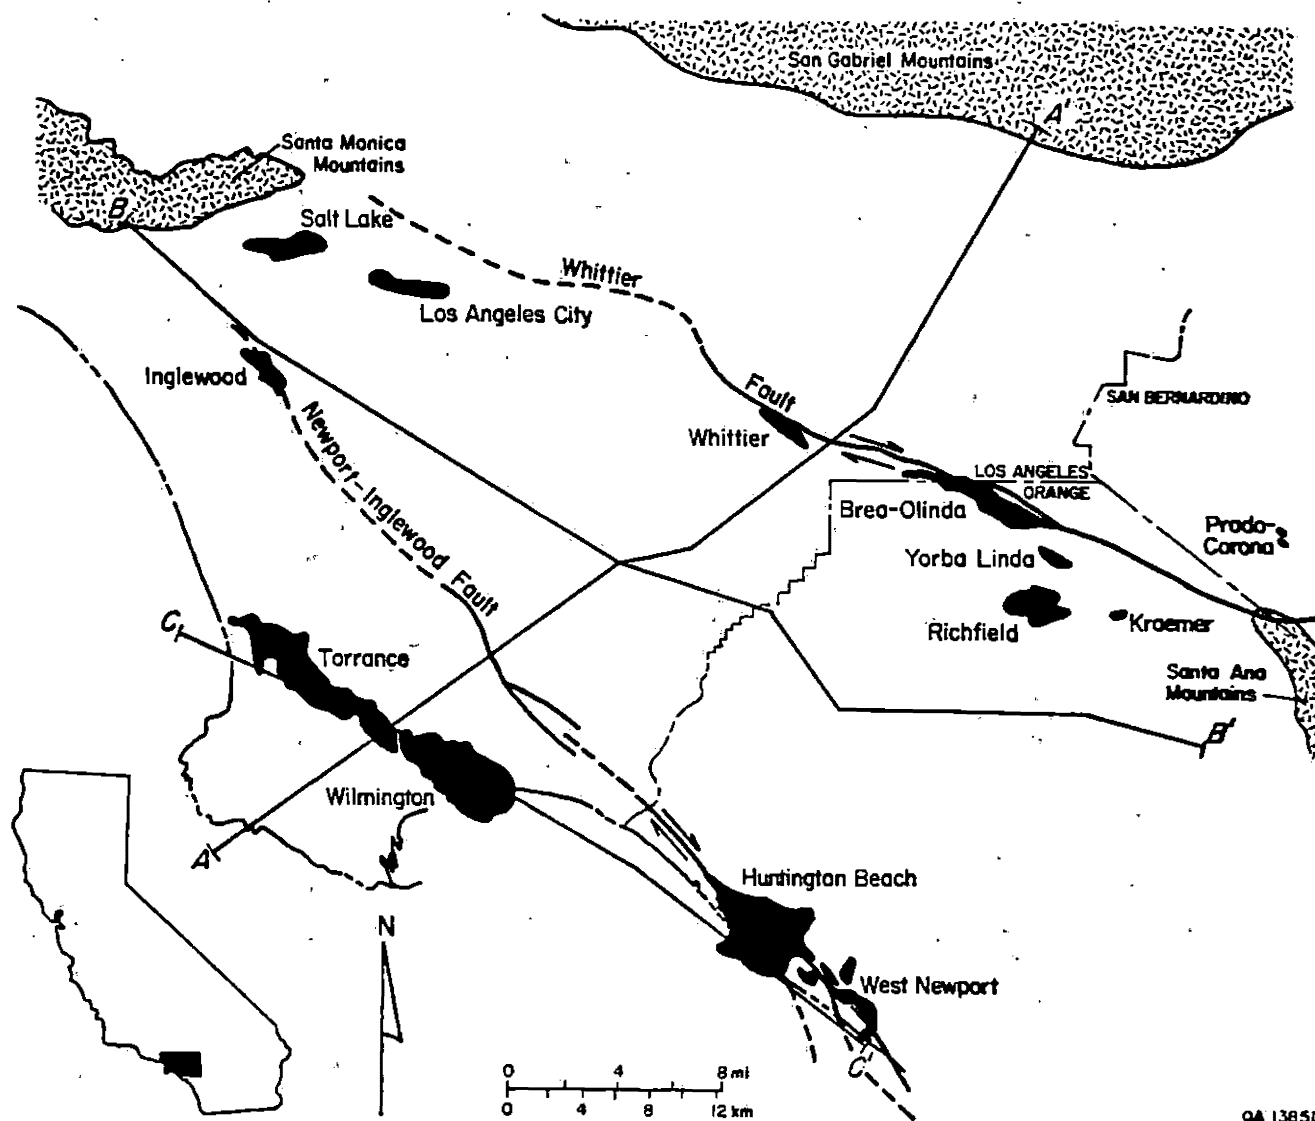 San Gabriel Mountains
A'
Santa Monica
Mountains
B
Salt Lake
Whittier
Los Angeles City
Inglewood
Fault
SAN BERNARDINO
Newport-Inglewood Fault
Whittier
LOS ANGELES
ORANGE
Brea-Olinda
Prado-
Corona
Yorba Linda
Richfield
Kraemer
C
Torrance
Santa Ana
Mountains
B'
Wilmington
A
Huntington Beach
N
West Newport
C'
0 4 8 mi
0 4 8 12 km